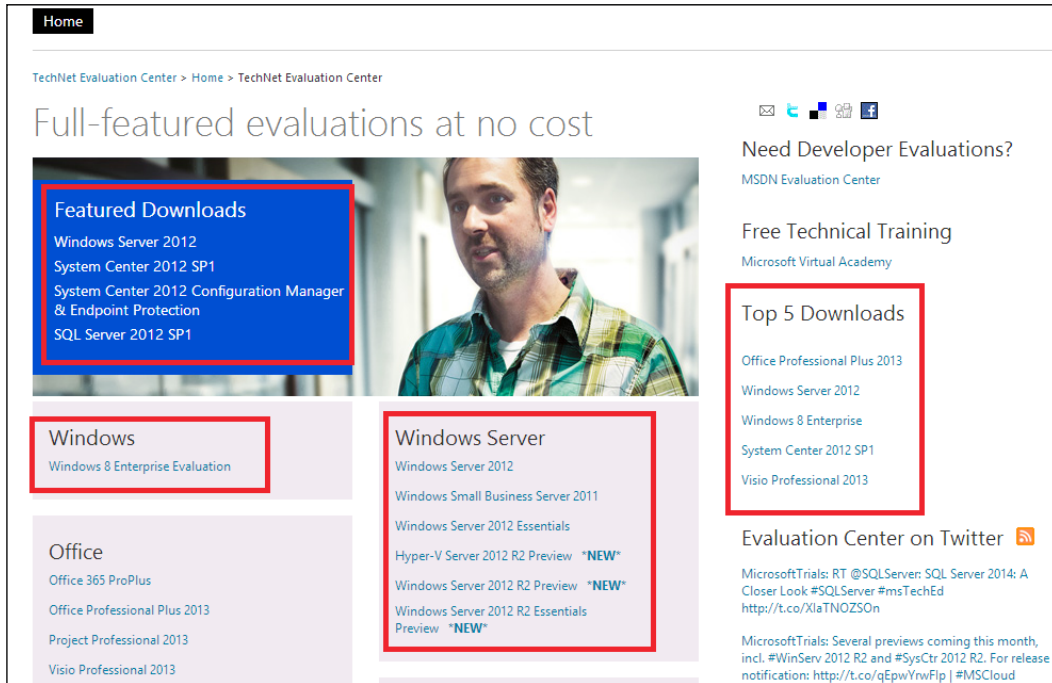 Home
TechNet Evaluation Center > Home > TechNet Evaluation Center
Full-featured evaluations at no cost
Featured Downloads
Windows Server 2012
System Center 2012 SP1
System Center 2012 Configuration Manager
& Endpoint Protection
SQL Server 2012 SP1
Windows
Windows 8 Enterprise Evaluation
Office
Office 365 ProPlus
Office Professional Plus 2013
Project Professional 2013
Visio Professional 2013
Windows Server
Windows Server 2012
Windows Small Business Server 2011
Windows Server 2012 Essentials
Hyper-V Server 2012 R2 Preview *NEW*
Windows Server 2012 R2 Preview *NEW*
Windows Server 2012 R2 Essentials
Preview *NEW*
Need Developer Evaluations?
MSDN Evaluation Center
Free Technical Training
Microsoft Virtual Academy
Top 5 Downloads
Office Professional Plus 2013
Windows Server 2012
Windows 8 Enterprise
System Center 2012 SP1
Visio Professional 2013
Evaluation Center on Twitter
MicrosoftTrials: RT @SQLServer: SQL Server 2014: A
Closer Look #SQLServer #msTechEd
http://t.co/XIaTNOZSOn
MicrosoftTrials: Several previews coming this month,
incl. #WinServ 2012 R2 and #SysCtr 2012 R2. For release
notification: http://t.co/qEpwYrwFlp | #MSCloud